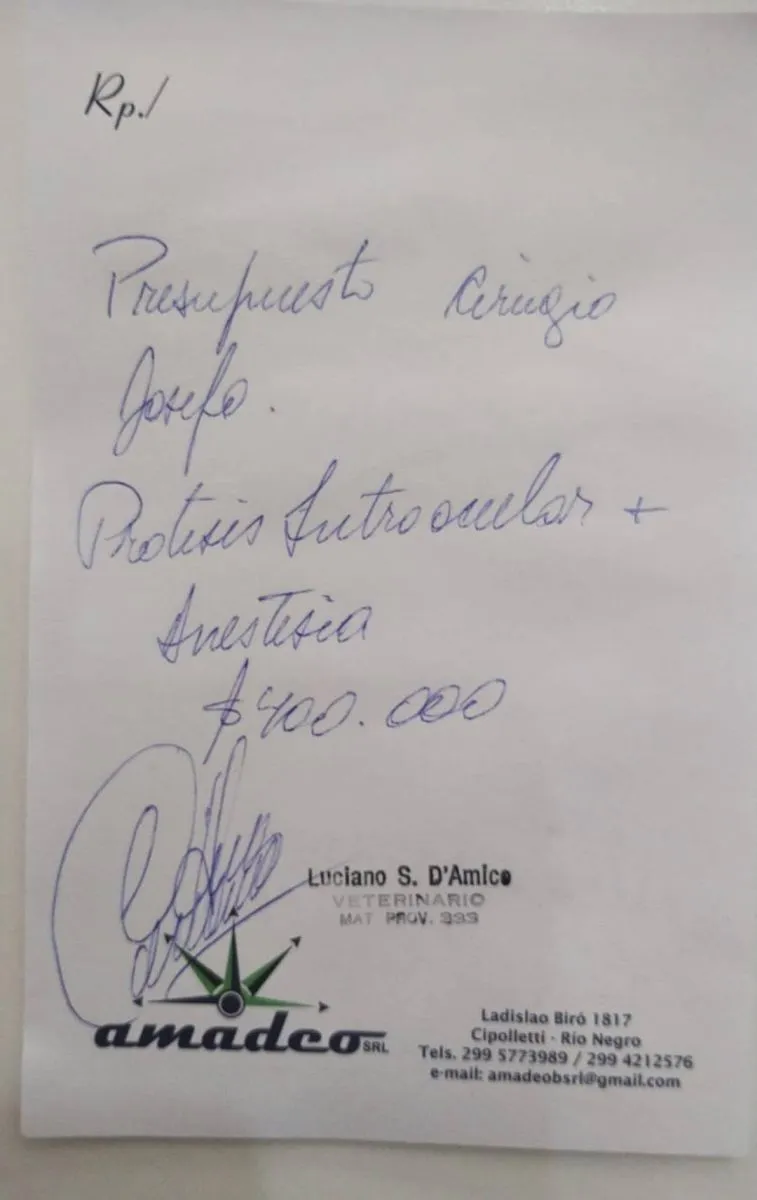 Rp./
Presupuesto Cirugia
Josefo.
Protesis Intraocular +
Anestesia
$400.000
Luciano S. D'Amico
VETERINARIO
MAT PROV. 333
amadeo SRL
Ladislao Biró 1817
Cipolletti - Río Negro
Tels. 299 5773989 / 299 4212576
e-mail: amadeobsrl@gmail.com